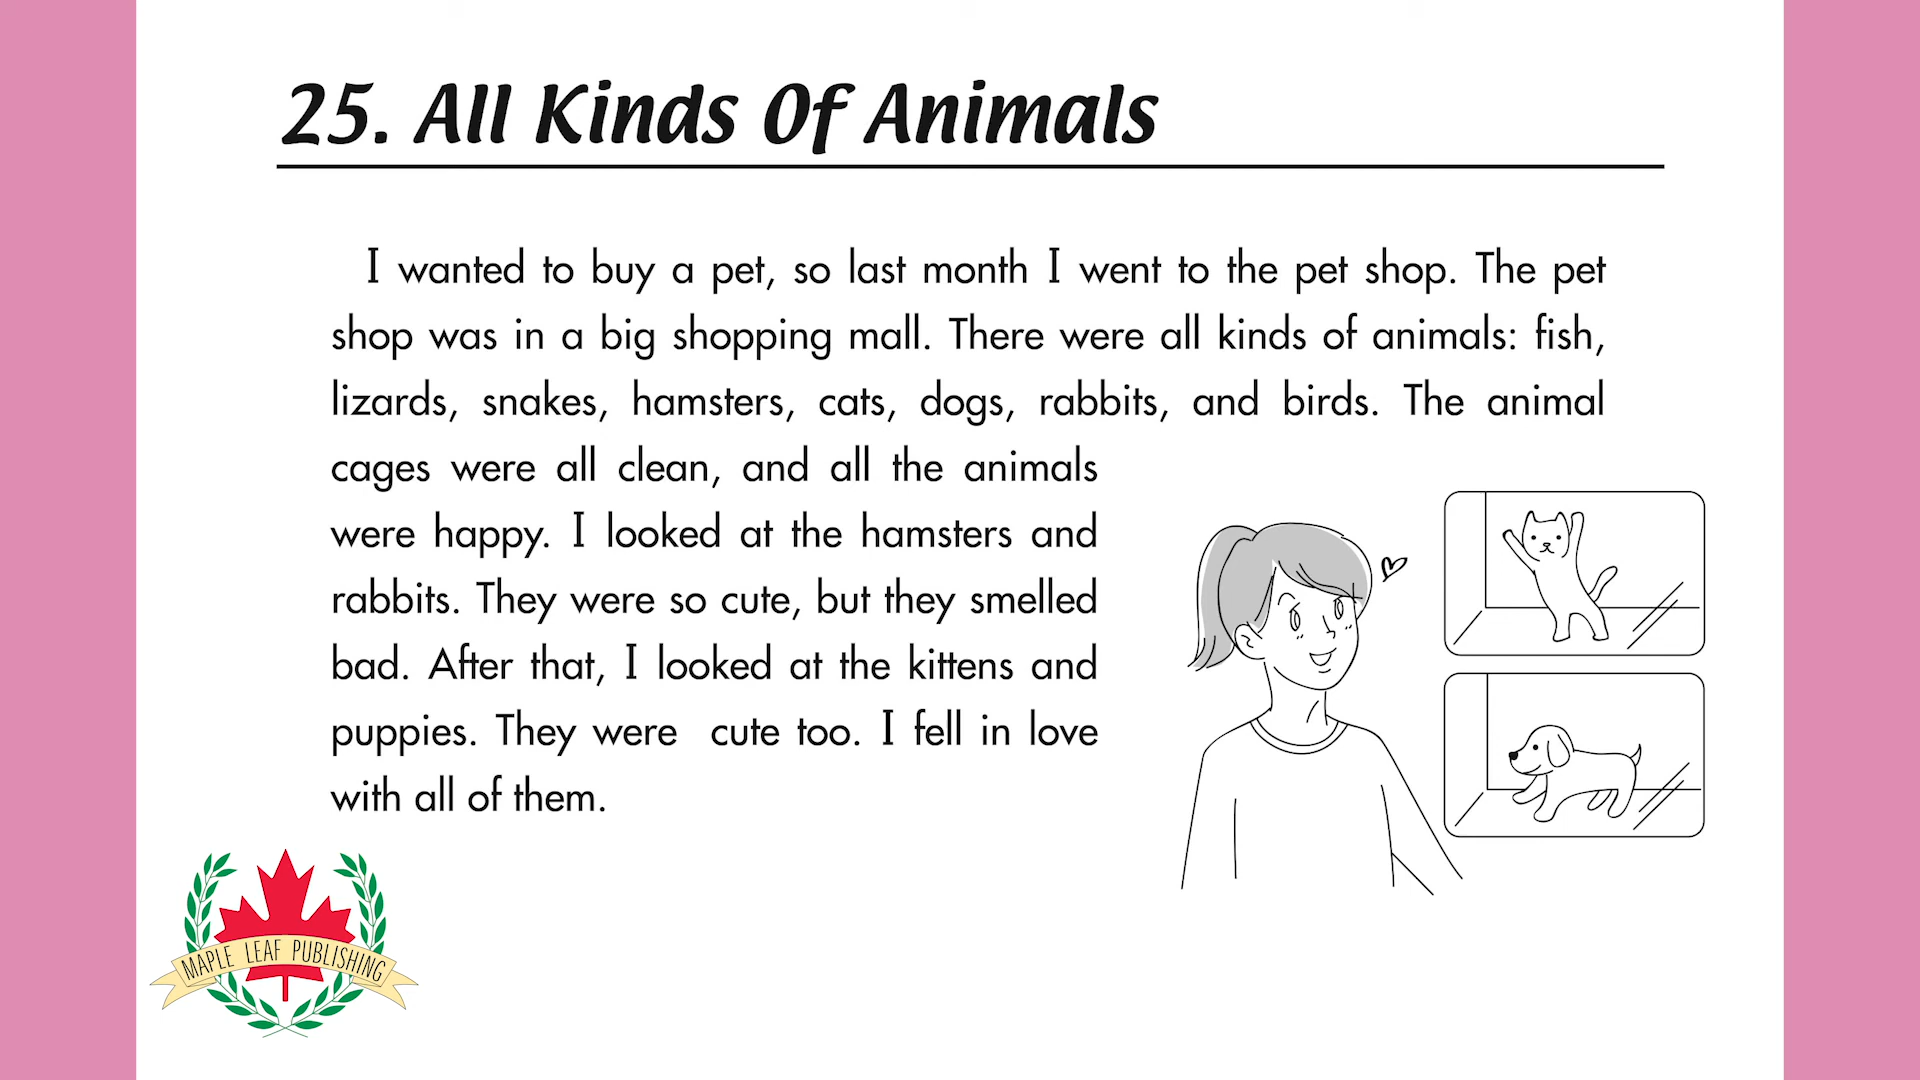 25. All Kinds Of Animals
I wanted to buy a pet, so last month I went to the pet shop. The pet
shop was in a big shopping mall. There were all kinds of animals: fish,
lizards, snakes, hamsters, cats, dogs, rabbits, and birds. The animal
cages were all clean, and all the animals
were happy. I looked at the hamsters and
rabbits. They were so cute, but they smelled
bad. After that, I looked at the kittens and
puppies. They were cute too. I fell in love
with all of them.
MAPLE LEAF PUBLISHING